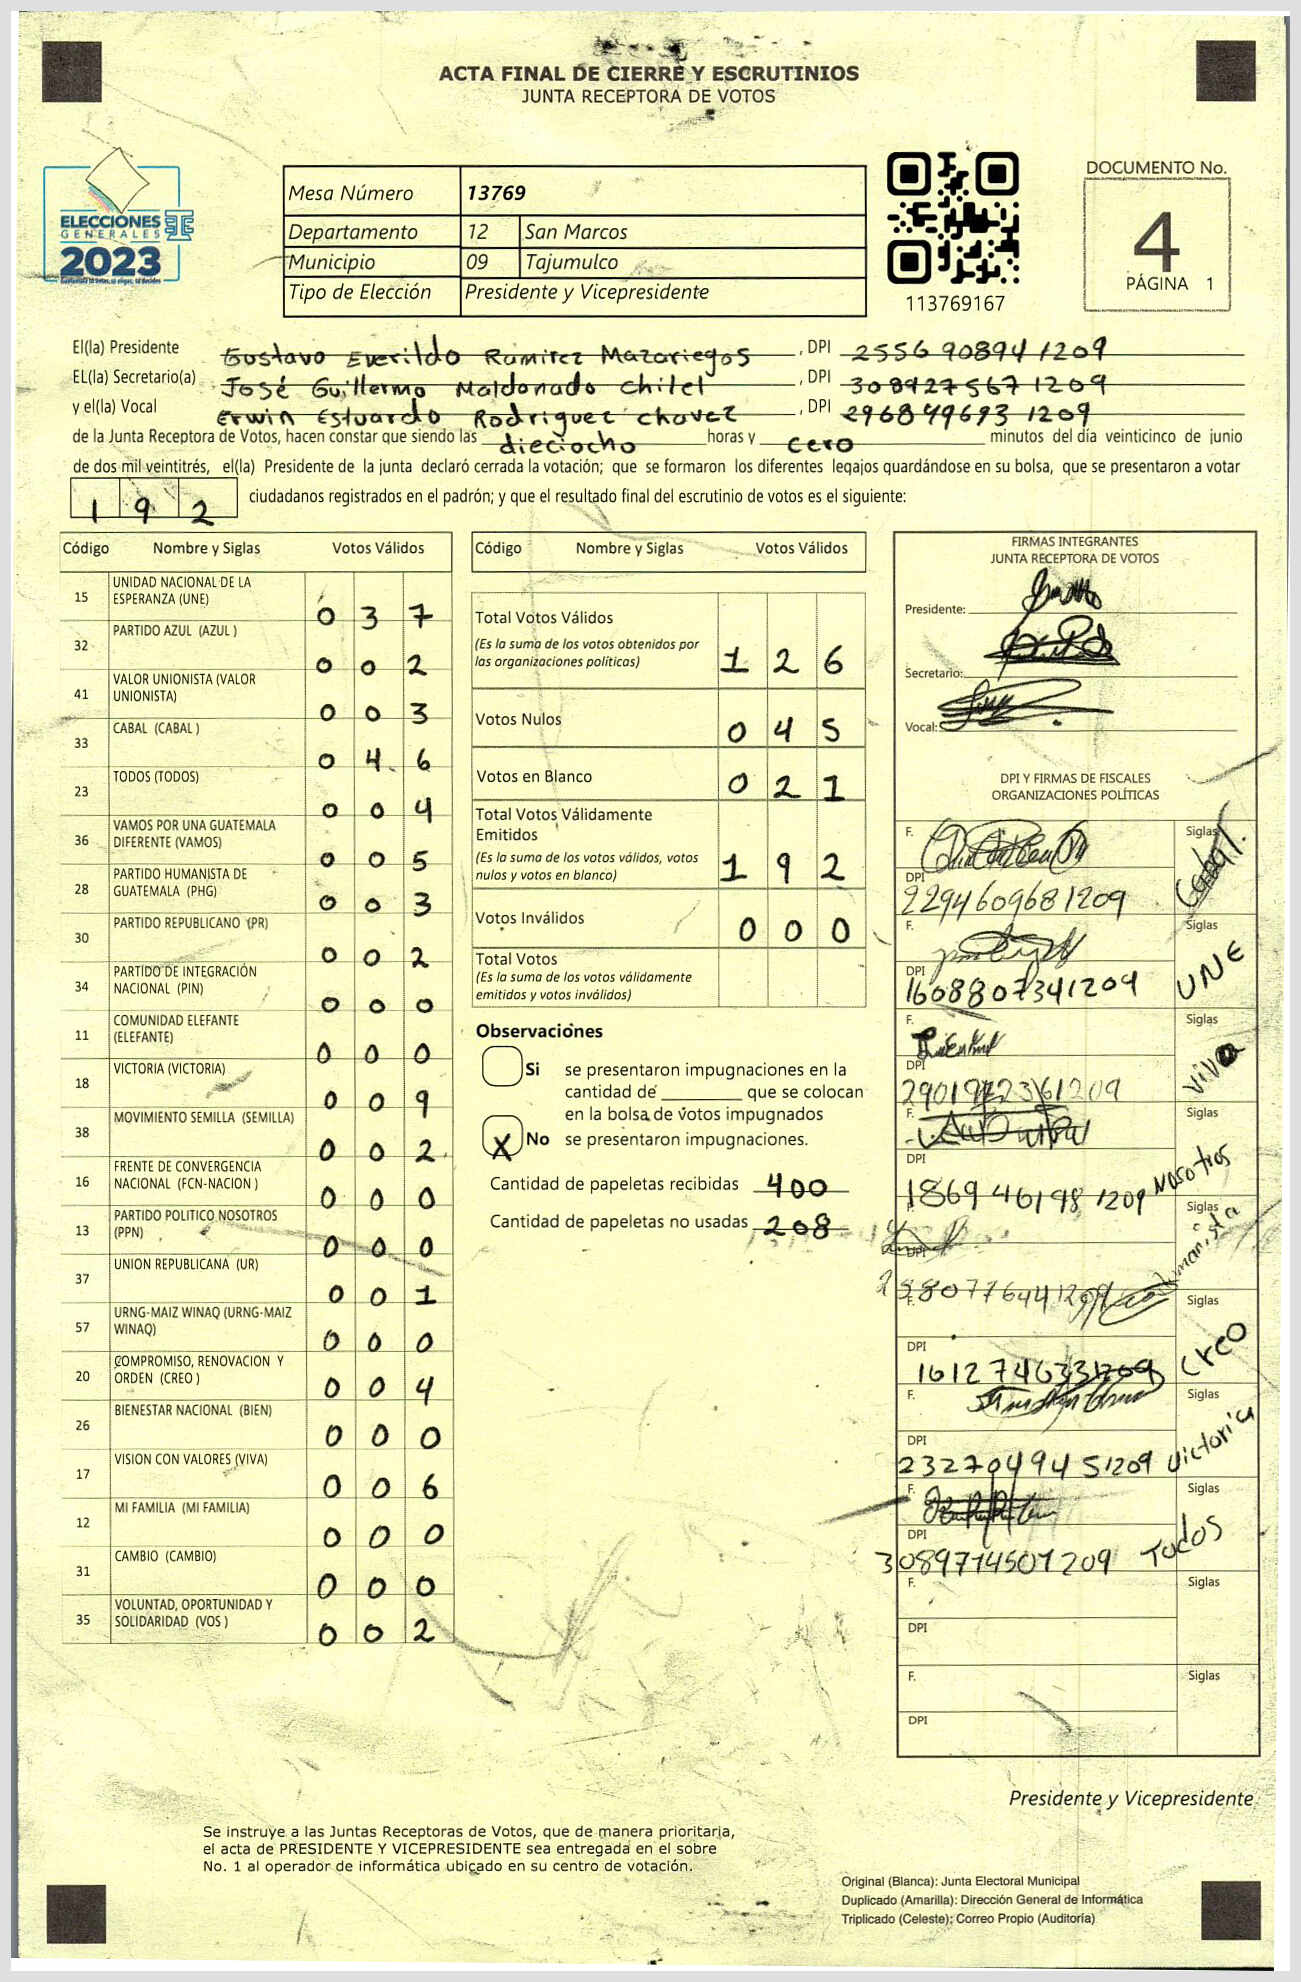 ACTA FINAL DE CIERRE Y ESCRUTINIOS
JUNTA RECEPTORA DE VOTOS
ELECCIONES
GENERALES
2023
Mesa Número 13769
Departamento 12 San Marcos
Municipio 09 Tajumulco
Tipo de Elección Presidente y Vicepresidente
113769167
DOCUMENTO No.
4
PÁGINA 1
El(la) Presidente Gustavo Everildo Ramirez Mazariegos , DPI 2556 90894 1209
EL(la) Secretario(a) José Guillermo Maldonado Chilel , DPI 308927567 1209
y el(la) Vocal Erwin Estuardo Rodriguez Chavez , DPI 296849693 1209
de la Junta Receptora de Votos, hacen constar que siendo las dieciocho horas y cero minutos del día veinticinco de junio
de dos mil veintitrés, el(la) Presidente de la junta declaró cerrada la votación; que se formaron los diferentes legajos guardándose en su bolsa, que se presentaron a votar
192 ciudadanos registrados en el padrón; y que el resultado final del escrutinio de votos es el siguiente:
Código Nombre y Siglas Votos Válidos
15 UNIDAD NACIONAL DE LA ESPERANZA (UNE) 0 3 7
32 PARTIDO AZUL (AZUL ) 0 0 2
41 VALOR UNIONISTA (VALOR UNIONISTA) 0 0 3
33 CABAL (CABAL ) 0 4 6
23 TODOS (TODOS) 0 0 4
36 VAMOS POR UNA GUATEMALA DIFERENTE (VAMOS) 0 0 5
28 PARTIDO HUMANISTA DE GUATEMALA (PHG) 0 0 3
30 PARTIDO REPUBLICANO (PR) 0 0 2
34 PARTIDO DE INTEGRACIÓN NACIONAL (PIN) 0 0 0
11 COMUNIDAD ELEFANTE (ELEFANTE) 0 0 0
18 VICTORIA (VICTORIA) 0 0 9
38 MOVIMIENTO SEMILLA (SEMILLA) 0 0 2
16 FRENTE DE CONVERGENCIA NACIONAL (FCN-NACION ) 0 0 0
13 PARTIDO POLITICO NOSOTROS (PPN) 0 0 0
37 UNION REPUBLICANA (UR) 0 0 1
57 URNG-MAIZ WINAQ (URNG-MAIZ WINAQ) 0 0 0
20 COMPROMISO, RENOVACION Y ORDEN (CREO ) 0 0 4
26 BIENESTAR NACIONAL (BIEN) 0 0 0
17 VISION CON VALORES (VIVA) 0 0 6
12 MI FAMILIA (MI FAMILIA) 0 0 0
31 CAMBIO (CAMBIO) 0 0 0
35 VOLUNTAD, OPORTUNIDAD Y SOLIDARIDAD (VOS ) 0 0 2
Código Nombre y Siglas Votos Válidos
Total Votos Válidos 1 2 6
(Es la suma de los votos obtenidos por
las organizaciones políticas)
Votos Nulos 0 4 5
Votos en Blanco 0 2 1
Total Votos Válidamente
Emitidos
(Es la suma de los votos válidos, votos
nulos y votos en blanco) 1 9 2
Votos Inválidos 0 0 0
Total Votos
(Es la suma de los votos válidamente
emitidos y votos inválidos)
Observaciones
Si se presentaron impugnaciones en la
cantidad de que se colocan
en la bolsa de votos impugnados
X No se presentaron impugnaciones.
Cantidad de papeletas recibidas 400
Cantidad de papeletas no usadas 208
FIRMAS INTEGRANTES
JUNTA RECEPTORA DE VOTOS
Presidente:
Secretario:
Vocal:
DPI Y FIRMAS DE FISCALES
ORGANIZACIONES POLÍTICAS
F. Siglas Cabal
DPI 2294609681209
F. Siglas UNE
DPI 1608807341209
F. Siglas Viva
DPI
F. Siglas Nosotros
DPI 1869 46198 1209
F. Siglas
DPI
F. Siglas Creo
DPI 1612746331209
F. Siglas Victoria
DPI 2327049451209
F. Siglas Todos
DPI 3089714501209
F. Siglas
DPI
F. Siglas
DPI
Presidente y Vicepresidente
Se instruye a las Juntas Receptoras de Votos, que de manera prioritaria,
el acta de PRESIDENTE Y VICEPRESIDENTE sea entregada en el sobre
No. 1 al operador de informática ubicado en su centro de votación.
Original (Blanca): Junta Electoral Municipal
Duplicado (Amarilla): Dirección General de Informática
Triplicado (Celeste): Correo Propio (Auditoría)